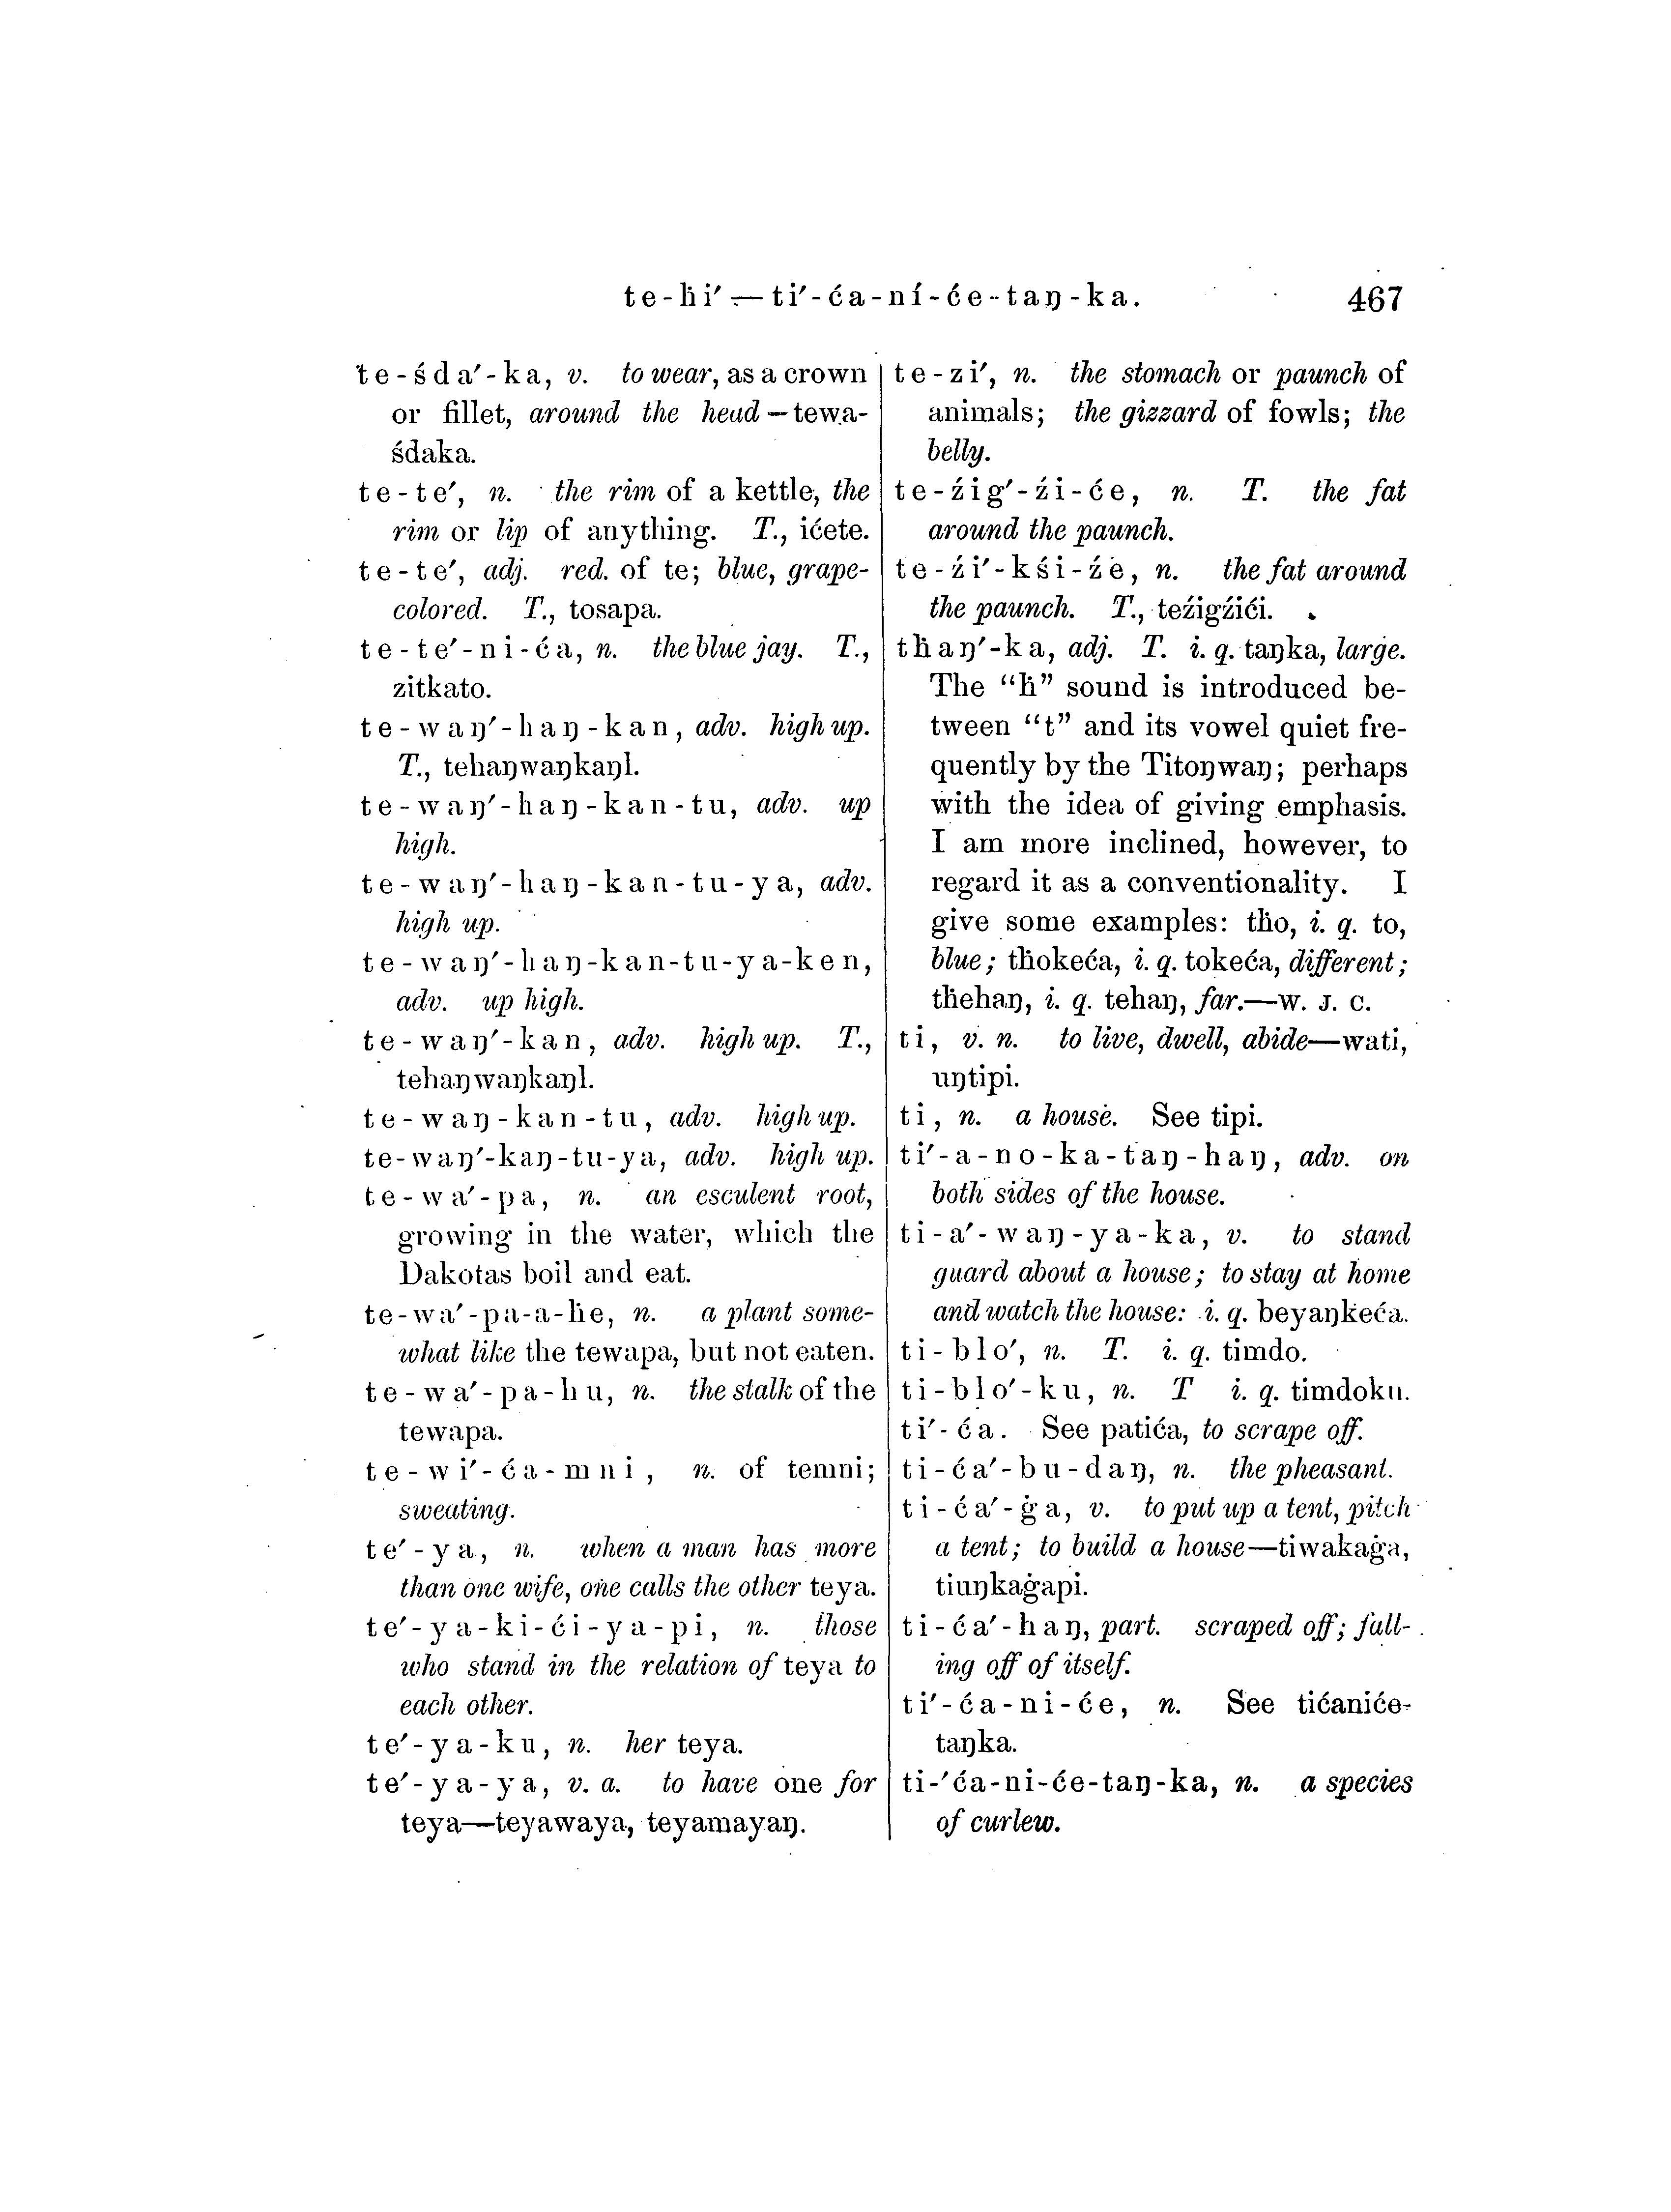 te-ḣi′—ti′-ća-ní-će-taŋ-ka. 467
te-śda′-ka, v. to wear, as a crown
or fillet, around the head—tewa-
śdaka.
te-te′, n. the rim of a kettle, the
rim or lip of anything. T., ićete.
te-te′, adj. red. of te; blue, grape-
colored. T., tosapa.
te-te′-ni-ća, n. the blue jay. T.,
zitkato.
te-waŋ′-haŋ-kan, adv. high up.
T., tehaŋwaŋkaŋl.
te-waŋ′-haŋ-kan-tu, adv. up
high.
te-waŋ′-haŋ-kan-tu-ya, adv.
high up.
te-waŋ′-haŋ-kan-tu-ya-ken,
adv. up high.
te-waŋ′-kan, adv. high up. T.,
tehaŋwaŋkaŋl.
te-waŋ-kan-tu, adv. high up.
te-waŋ′-kaŋ-tu-ya, adv. high up.
te-wa′-pa, n. an esculent root,
growing in the water, which the
Dakotas boil and eat.
te-wa′-pa-a-ḣe, n. a plant some-
what like the tewapa, but not eaten.
te-wa′-pa-hu, n. the stalk of the
tewapa.
te-wi′-ća-mni, n. of temni;
sweating.
te′-ya, n. when a man has more
than one wife, one calls the other teya.
te′-ya-ki-ći-ya-pi, n. those
who stand in the relation of teya to
each other.
te′-ya-ku, n. her teya.
te′-ya-ya, v. a. to have one for
teya—teyawaya, teyamayaŋ.
te-zi′, n. the stomach or paunch of
animals; the gizzard of fowls; the
belly.
te-źig′-źi-će, n. T. the fat
around the paunch.
te-źi′-kśi-źe, n. the fat around
the paunch. T., teźigźići.
tḣaŋ′-ka, adj. T. i. q. taŋka, large.
The “ḣ” sound is introduced be-
tween “t” and its vowel quiet fre-
quently by the Titoŋwaŋ; perhaps
with the idea of giving emphasis.
I am more inclined, however, to
regard it as a conventionality. I
give some examples: tḣo, i. q. to,
blue; tḣokeća, i. q. tokeća, different;
tḣehaŋ, i. q. tehaŋ, far.—W. J. C.
ti, v. n. to live, dwell, abide—wati,
uŋtipi.
ti, n. a house. See tipi.
ti′-a-no-ka-taŋ-haŋ, adv. on
both sides of the house.
ti-a′-waŋ-ya-ka, v. to stand
guard about a house; to stay at home
and watch the house: i. q. beyaŋkeća.
ti-blo′, n. T. i. q. timdo.
ti-blo′-ku, n. T i. q. timdoku.
ti′-ća. See patića, to scrape off.
ti-ća′-bu-daŋ, n. the pheasant.
ti-ća′-ġa, v. to put up a tent, pitch
a tent; to build a house—tiwakaġa,
tiuŋkaġapi.
ti-ća′-haŋ, part. scraped off; fall-
ing off of itself.
ti′-ća-ni-će, n. See tićaniće-
taŋka.
ti-′ća-ni-će-taŋ-ka, n. a species
of curlew.